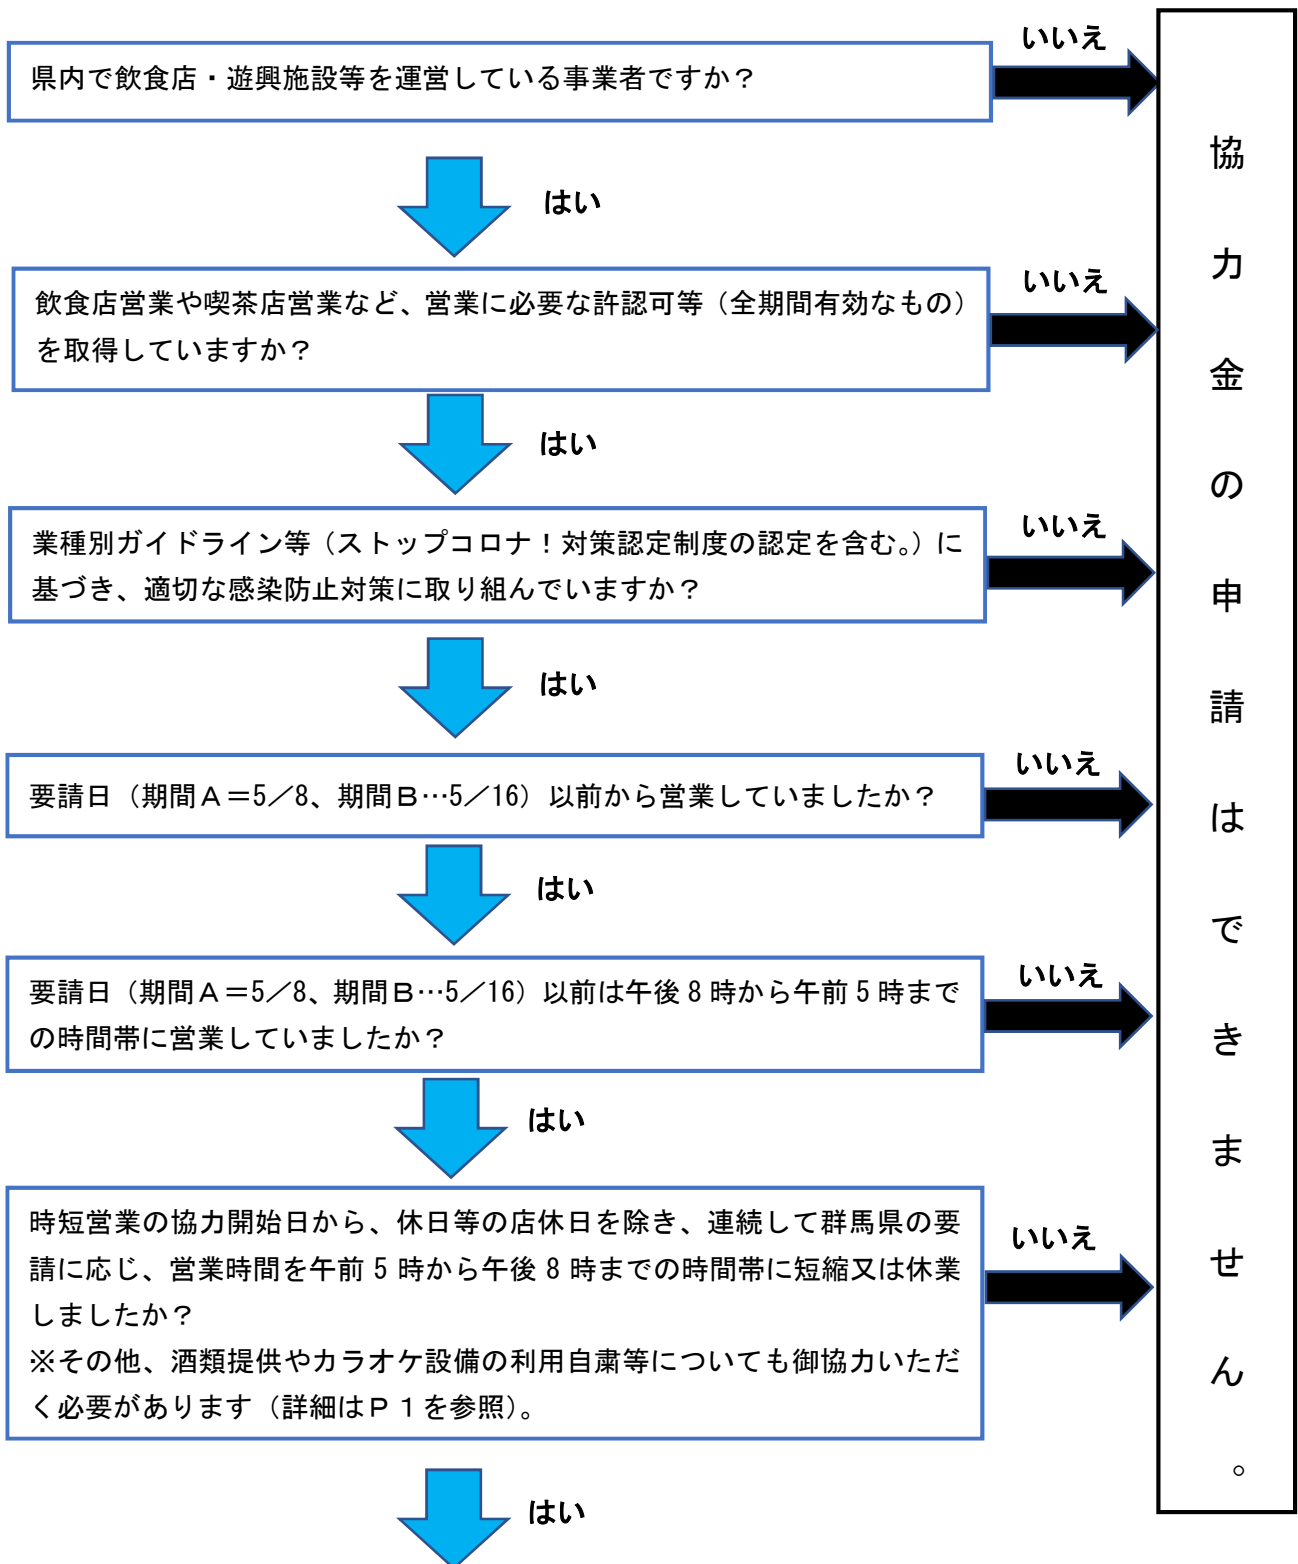 いいえ
県内で飲食店・遊興施設等を運営している事業者ですか？
はい
いいえ
飲食店営業や喫茶店営業など、営業に必要な許認可等（全期間有効なもの）
を取得していますか？
はい
いいえ
業種別ガイドライン等（ストップコロナ！対策認定制度の認定を含む。）に
基づき、適切な感染防止対策に取り組んでいますか？
はい
いいえ
要請日（期間Ａ＝5／8、期間Ｂ…5／16）以前から営業していましたか？
はい
いいえ
要請日（期間Ａ＝5／8、期間Ｂ…5／16）以前は午後 8 時から午前 5 時まで
の時間帯に営業していましたか？
はい
いいえ
時短営業の協力開始日から、休日等の店休日を除き、連続して群馬県の要
請に応じ、営業時間を午前 5 時から午後 8 時までの時間帯に短縮又は休業
しましたか？
※その他、酒類提供やカラオケ設備の利用自粛等についても御協力いただ
く必要があります（詳細はＰ１を参照）。
はい
協力金の申請はできません。